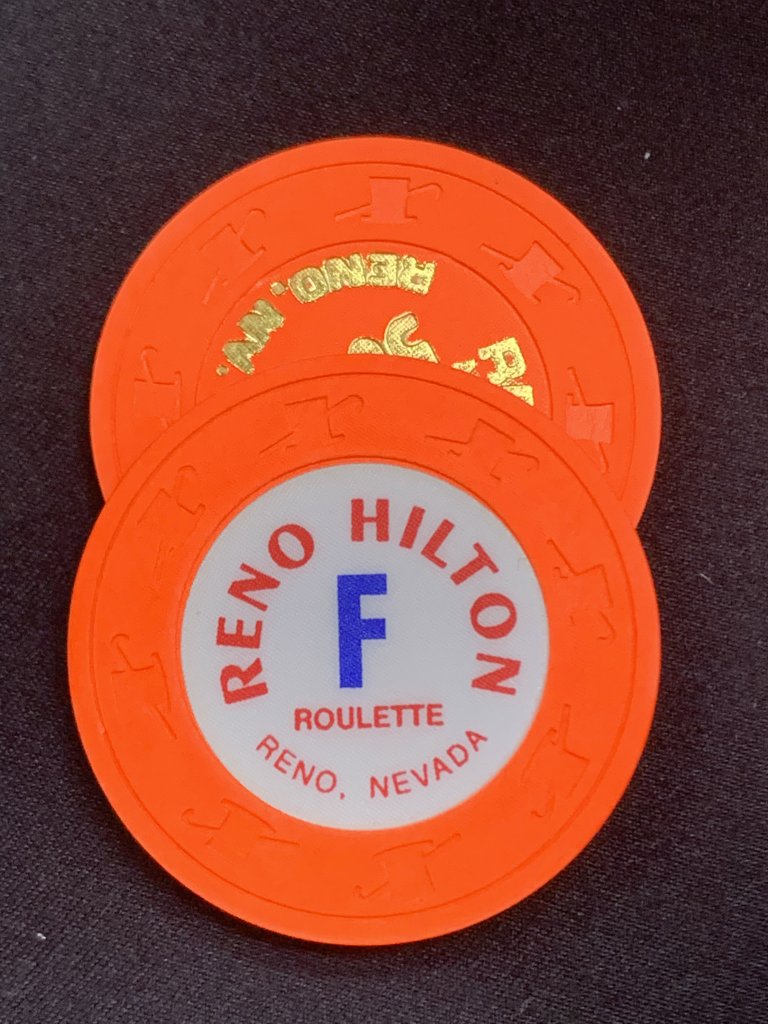 RENO, NV.
RENO HILTON
F
ROULETTE
RENO, NEVADA